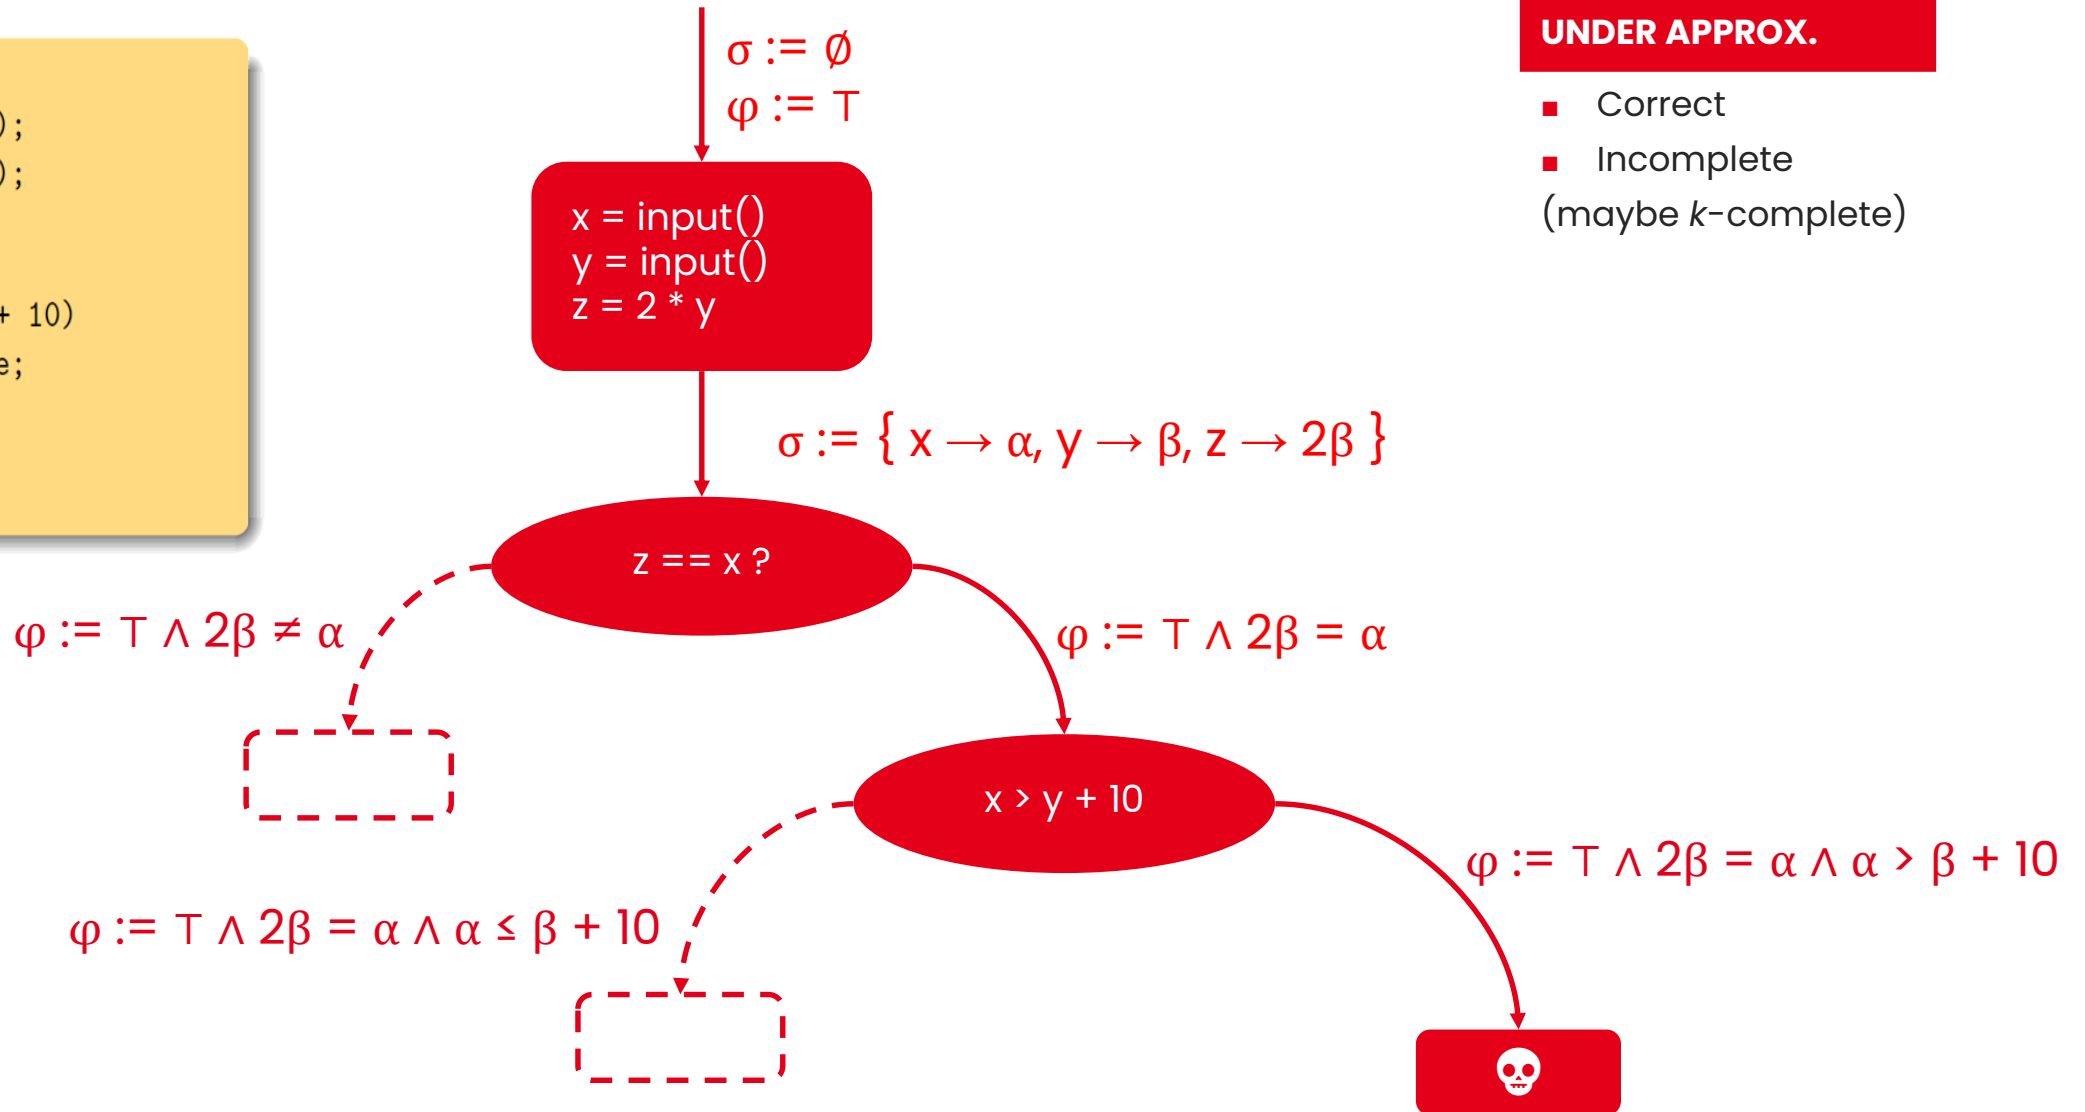 );
);
+ 10)
e;
σ := ∅
φ := ⊤
x = input()
y = input()
z = 2 * y
σ := { x → α, y → β, z → 2β }
z == x ?
φ := ⊤ ∧ 2β ≠ α
φ := ⊤ ∧ 2β = α
x > y + 10
φ := ⊤ ∧ 2β = α ∧ α ≤ β + 10
φ := ⊤ ∧ 2β = α ∧ α > β + 10
UNDER APPROX.
▪ Correct
▪ Incomplete
(maybe k-complete)